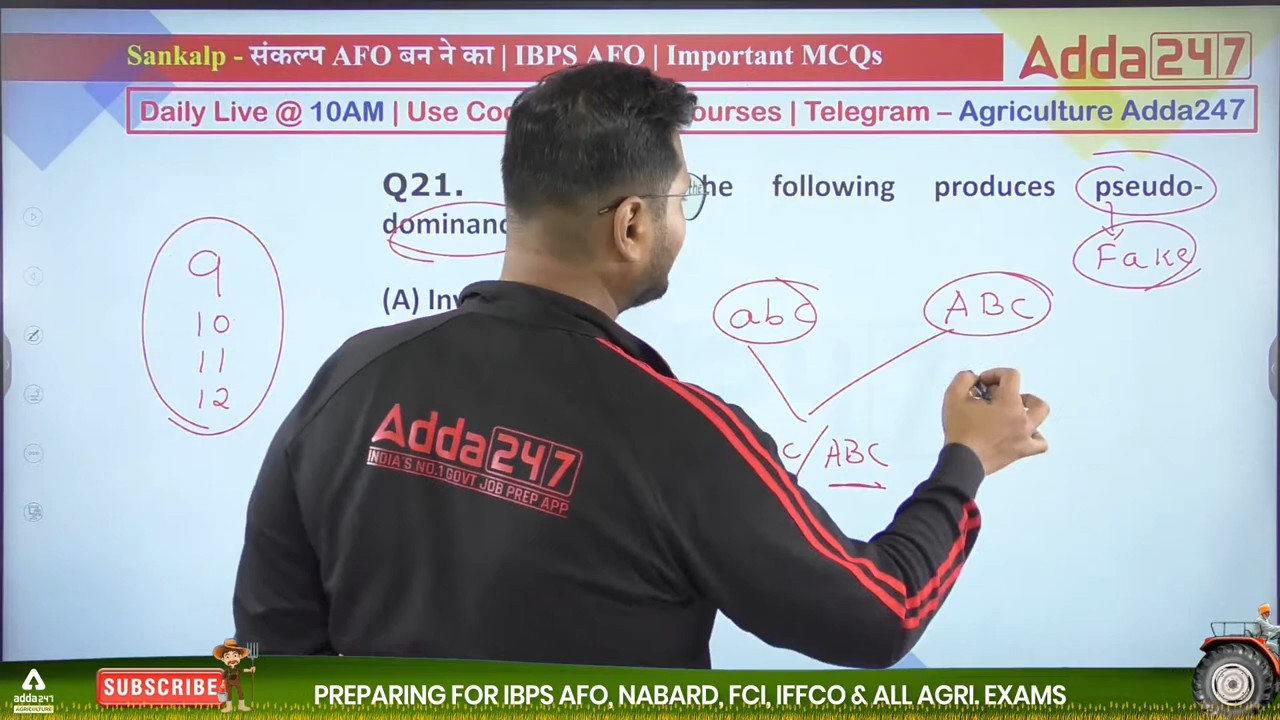 Sankalp - संकल्प AFO बन ने का | IBPS AFO | Important MCQs
Adda247
Daily Live @ 10AM | Use ourses | Telegram – Agriculture Adda247
Q21. he following produces pseudo-
dominanc
Fake
(A)
abc
ABC
9
10
11
12
c/ABC
Adda247
INDIA'S NO.1 GOVT JOB PREP APP
adda247
AGRICULTURE
SUBSCRIBE
PREPARING FOR IBPS AFO, NABARD, FCI, IFFCO & ALL AGRI. EXAMS